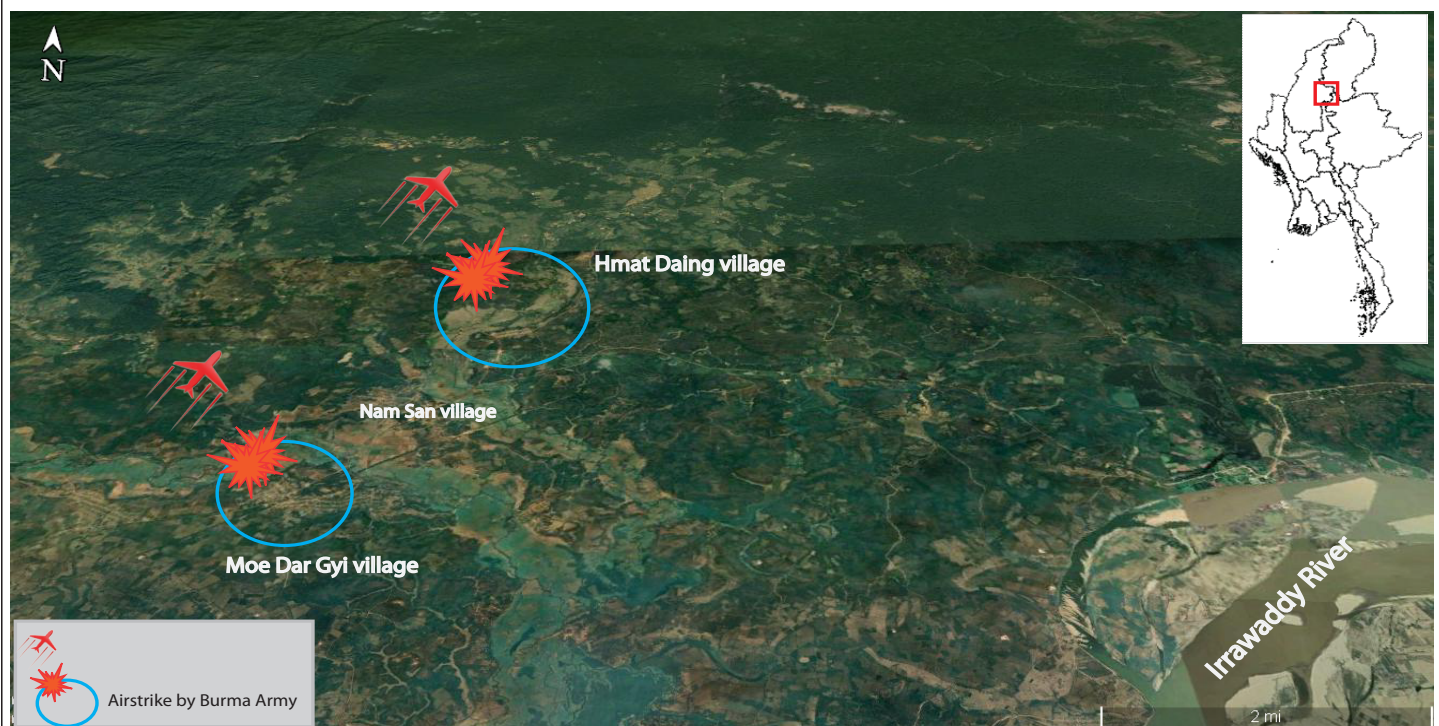 N
Hmat Daing village
Nam San village
Moe Dar Gyi village
Irrawaddy River
Airstrike by Burma Army
2 mi